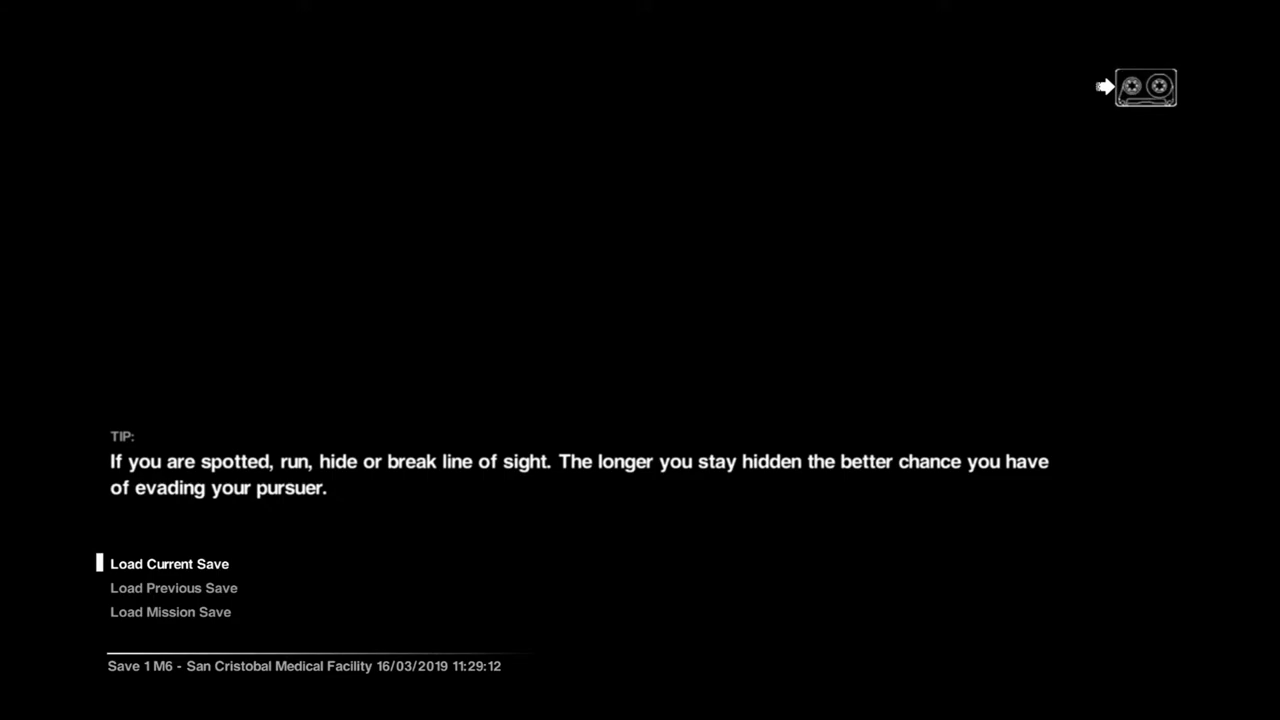 TIP:
If you are spotted, run, hide or break line of sight. The longer you stay hidden the better chance you have
of evading your pursuer.
Load Current Save
Load Previous Save
Load Mission Save
Save 1 M6 - San Cristobal Medical Facility 16/03/2019 11:29:12